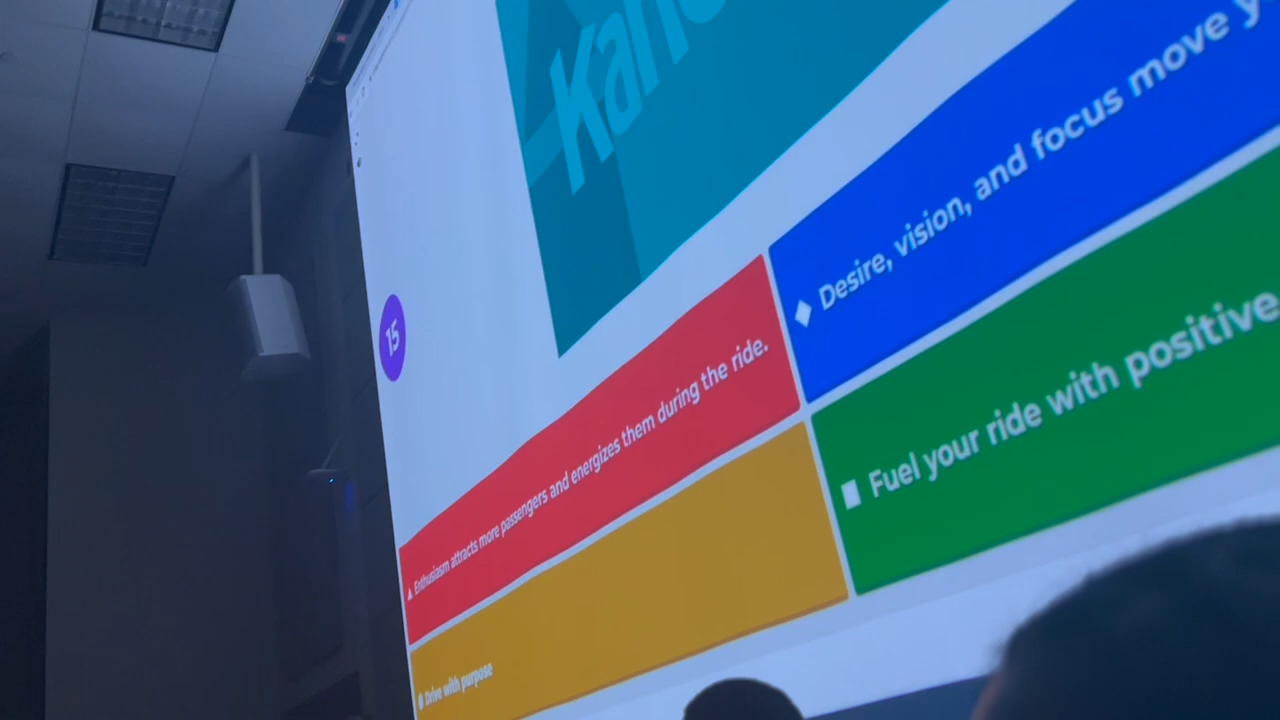 15
Enthusiasm attracts more passengers and energizes them during the ride.
Desire, vision, and focus move
Drive with purpose
Fuel your ride with positive